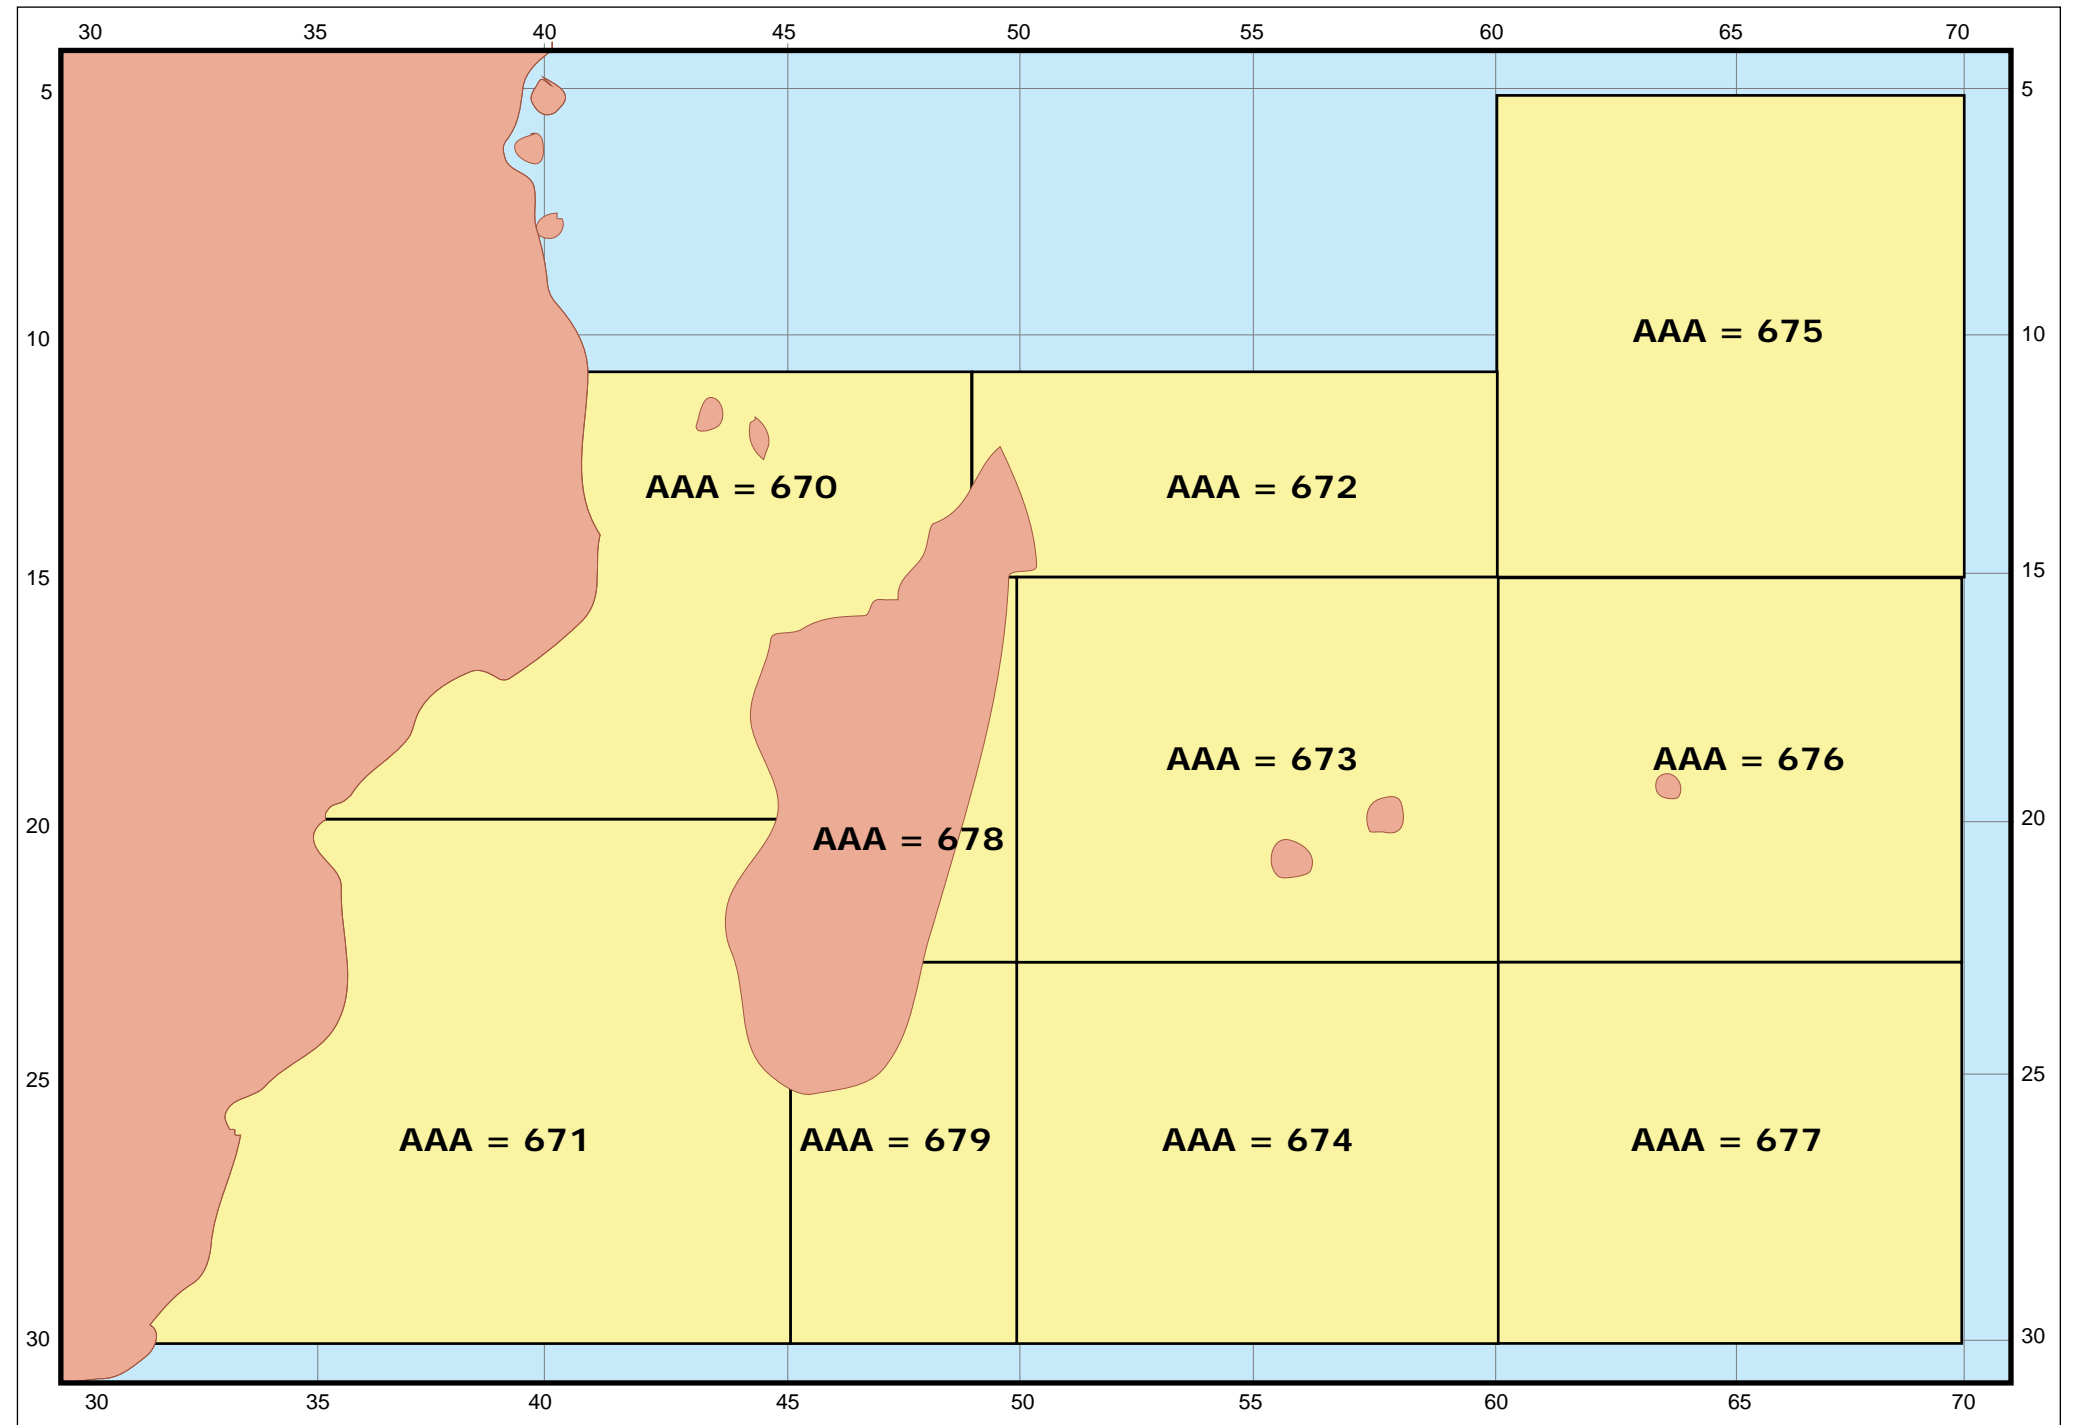 30 35 40 45 50 55 60 65 70
5 5
10 AAA = 675 10
AAA = 670 AAA = 672
15 15
AAA = 673 AAA = 676
20 20
AAA = 678
25 25
AAA = 671 AAA = 679 AAA = 674 AAA = 677
30 30
30 35 40 45 50 55 60 65 70